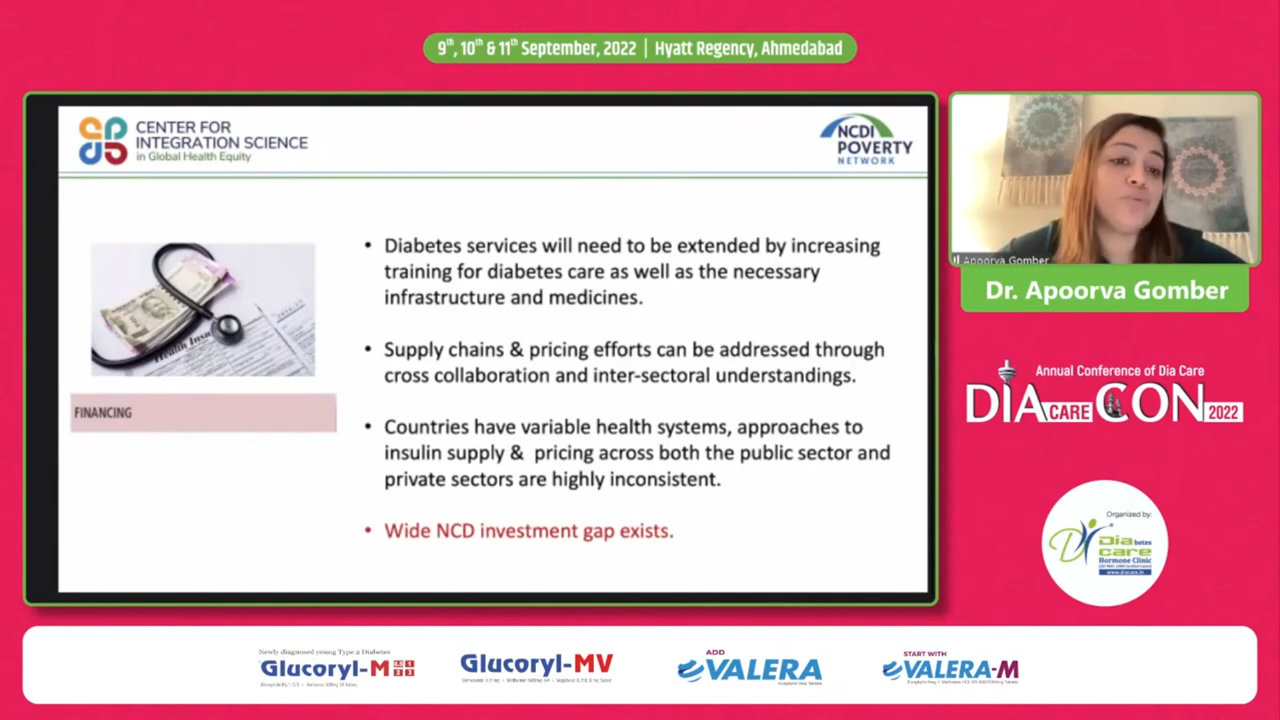 9th, 10th & 11th September, 2022 | Hyatt Regency, Ahmedabad
CENTER FOR
INTEGRATION SCIENCE
in Global Health Equity
NCDI
POVERTY
NETWORK
• Diabetes services will need to be extended by increasing
training for diabetes care as well as the necessary
infrastructure and medicines.
• Supply chains & pricing efforts can be addressed through
cross collaboration and inter-sectoral understandings.
• Countries have variable health systems, approaches to
insulin supply & pricing across both the public sector and
private sectors are highly inconsistent.
• Wide NCD investment gap exists.
Health Insu
FINANCING
Apoorva Gomber
Dr. Apoorva Gomber
Annual Conference of Dia Care
DIA CARE CON 2022
Organized by:
Diabetes
care
Hormone Clinic
www.diacare.in
Newly diagnosed young Type 2 Diabetes
Glucoryl-M
Glucoryl-MV
ADD
VALERA
START WITH
VALERA-M